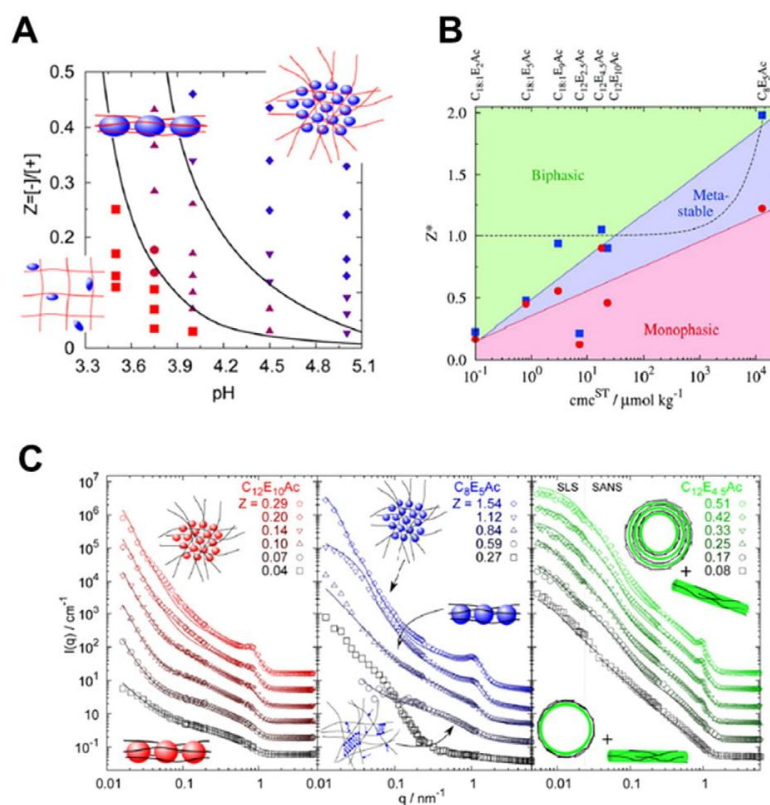 A
Z=[-]/[+]
0.5
0.4
0.3
0.2
0.1
0
3.3 3.6 3.9 4.2 4.5 4.8 5.1
pH
B
C18:1E2Ac
C18:1E5Ac
C18:1E9Ac
C12E2.5Ac
C12E4.5Ac
C12E10Ac
C8E5Ac
Z*
2.0
1.5
1.0
0.5
0.0
Biphasic
Meta-
stable
Monophasic
10-1 100 101 102 103 104
cmcST / μmol kg-1
C
I(q) / cm-1
107
106
105
104
103
102
101
100
10-1
C12E10Ac
Z = 0.29
0.20
0.14
0.10
0.07
0.04
C8E5Ac
Z = 1.54
1.12
0.84
0.59
0.27
SLS SANS
C12E4.5Ac
0.51
0.42
0.33
0.25
0.17
0.08
+
+
0.01 0.1 1 0.01 0.1 1 0.01 0.1 1
q / nm-1